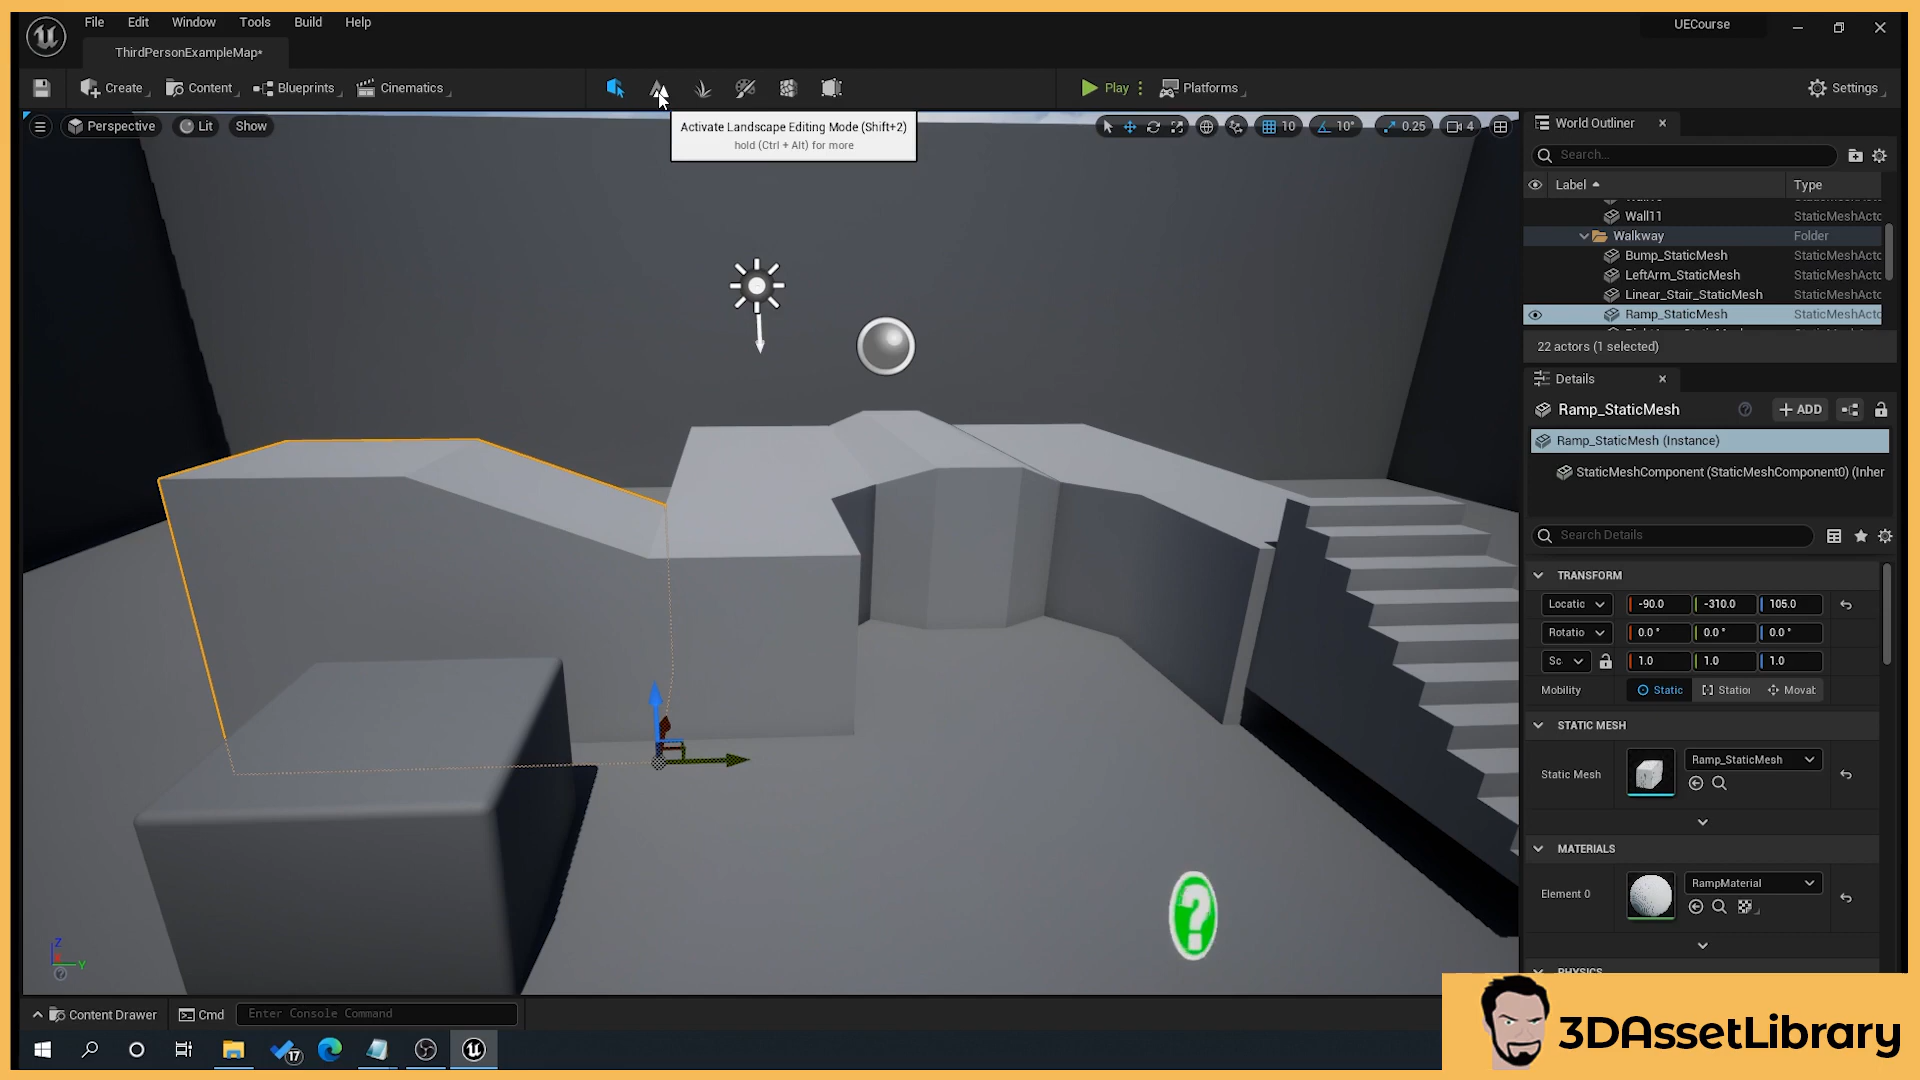 File Edit Window Tools Build Help
UECourse
ThirdPersonExampleMap*
Create Content Blueprints Cinematics Play Platforms Settings
Perspective Lit Show
Activate Landscape Editing Mode (Shift+2)
hold (Ctrl + Alt) for more
10 10° 0.25 4
World Outliner
Search...
Label Type
Wall11 StaticMeshActo
Walkway Folder
Bump_StaticMesh StaticMeshActo
LeftArm_StaticMesh StaticMeshActo
Linear_Stair_StaticMesh StaticMeshActo
Ramp_StaticMesh StaticMeshActo
22 actors (1 selected)
Details
Ramp_StaticMesh
ADD
Ramp_StaticMesh (Instance)
StaticMeshComponent (StaticMeshComponent0) (Inher
Search Details
TRANSFORM
Locatic -90.0 -310.0 105.0
Rotatio 0.0° 0.0° 0.0°
Sc 1.0 1.0 1.0
Mobility Static Station Movab
STATIC MESH
Static Mesh Ramp_StaticMesh
MATERIALS
Element 0 RampMaterial
PHYSICS
?
Z
Y
Content Drawer Cmd Enter Console Command
17
3DAssetLibrary